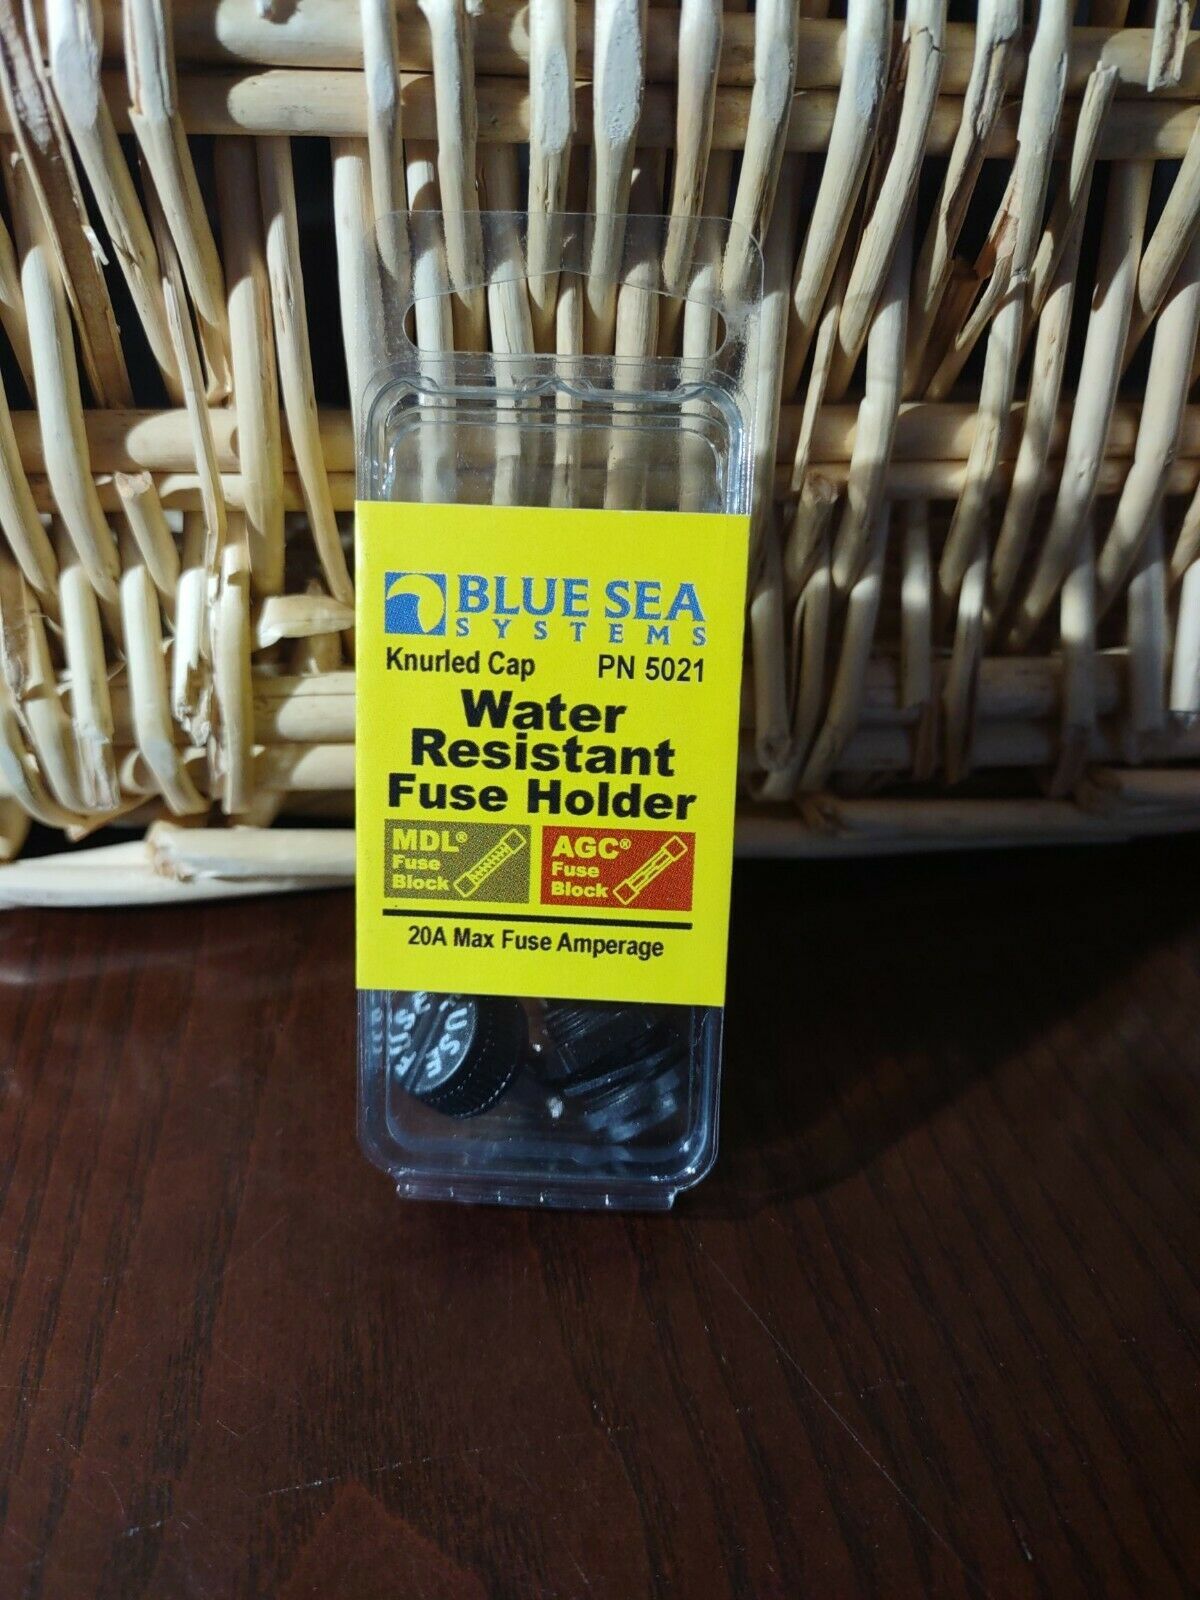 BLUE SEA
SYSTEMS
Knurled Cap PN 5021
Water
Resistant
Fuse Holder
MDL® Fuse Block
AGC® Fuse Block
20A Max Fuse Amperage